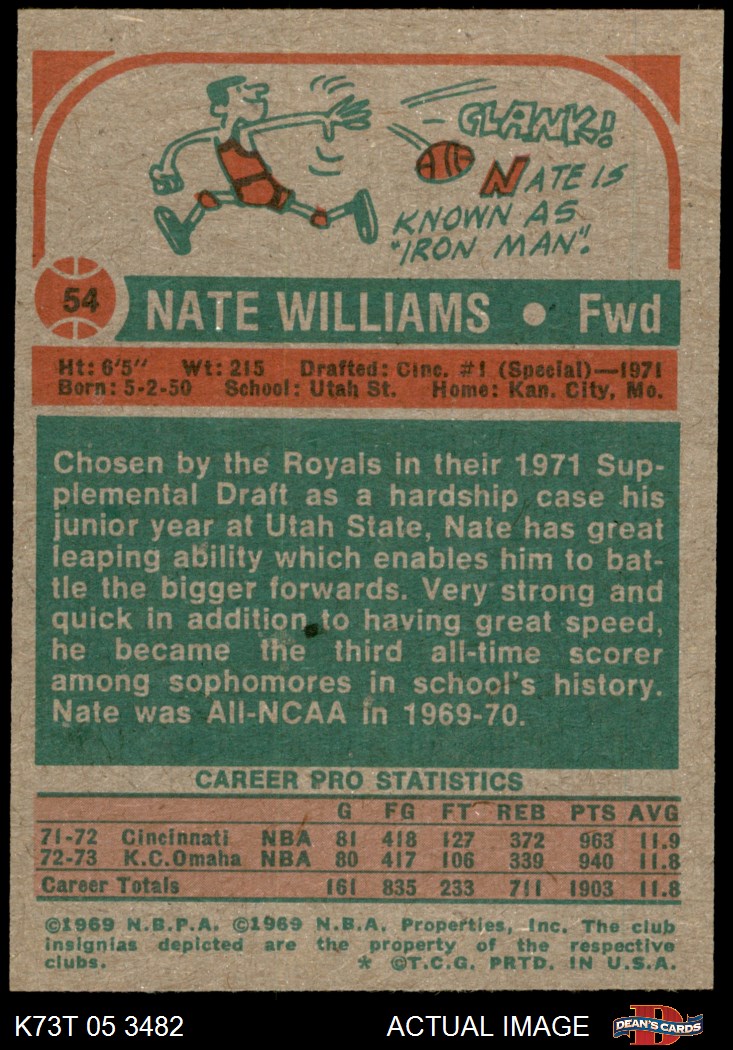 CLANK!
NATE IS
KNOWN AS
"IRON MAN".
54
NATE WILLIAMS • Fwd
Ht: 6'5" Wt: 215 Drafted: Cinc. #1 (Special)—1971
Born: 5-2-50 School: Utah St. Home: Kan. City, Mo.
Chosen by the Royals in their 1971 Sup-
plemental Draft as a hardship case his
junior year at Utah State, Nate has great
leaping ability which enables him to bat-
tle the bigger forwards. Very strong and
quick in addition to having great speed,
he became the third all-time scorer
among sophomores in school's history.
Nate was All-NCAA in 1969-70.
CAREER PRO STATISTICS
G FG FT REB PTS AVG
71-72 Cincinnati NBA 81 418 127 372 963 11.9
72-73 K.C.Omaha NBA 80 417 106 339 940 11.8
Career Totals 161 835 233 711 1903 11.8
©1969 N.B.P.A. ©1969 N.B.A. Properties, Inc. The club
insignias depicted are the property of the respective
clubs. * ©T.C.G. PRTD. IN U.S.A.
K73T 05 3482 ACTUAL IMAGE D DEAN'S CARDS